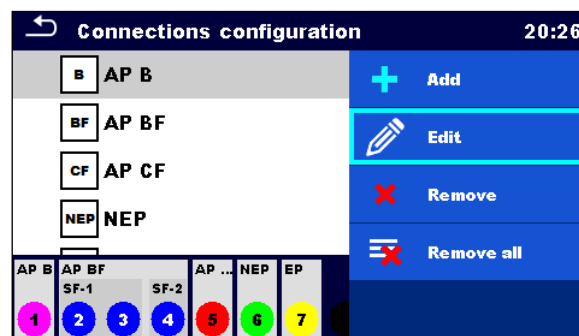 Connections configuration 20:26
B AP B
BF AP BF
CF AP CF
NEP NEP
Add
Edit
Remove
Remove all
AP B AP BF AP ... NEP EP
SF-1 SF-2
1 2 3 4 5 6 7